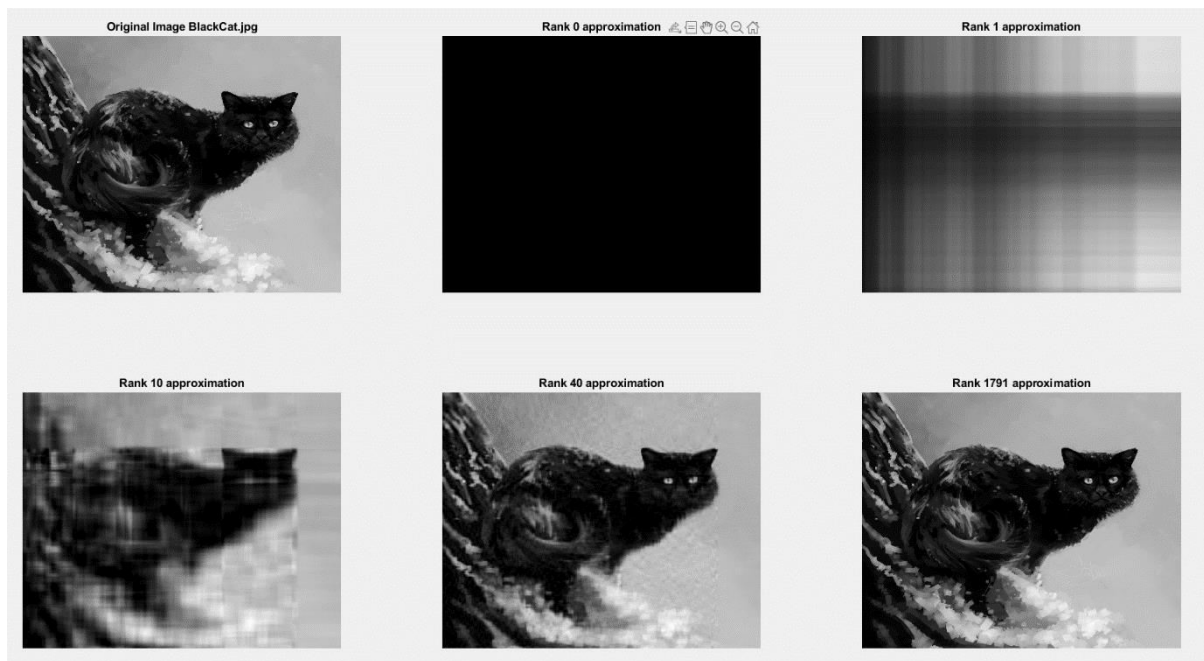 Original Image BlackCat.jpg
Rank 0 approximation
Rank 1 approximation
Rank 10 approximation
Rank 40 approximation
Rank 1791 approximation